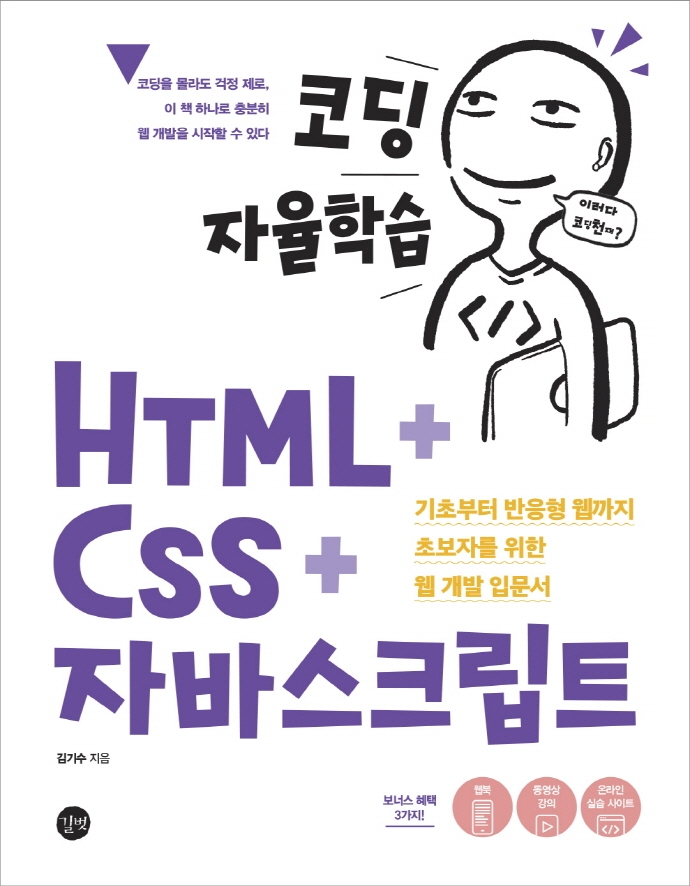 코딩을 몰라도 걱정 제로,
이 책 하나로 충분히
웹 개발을 시작할 수 있다
코딩
자율학습
이러다
코딩천재?
</>
HTML+
CSS+
자바스크립트
기초부터 반응형 웹까지
초보자를 위한
웹 개발 입문서
김기수 지음
길벗
보너스 혜택
3가지!
웹북
동영상
강의
온라인
실습 사이트
</>